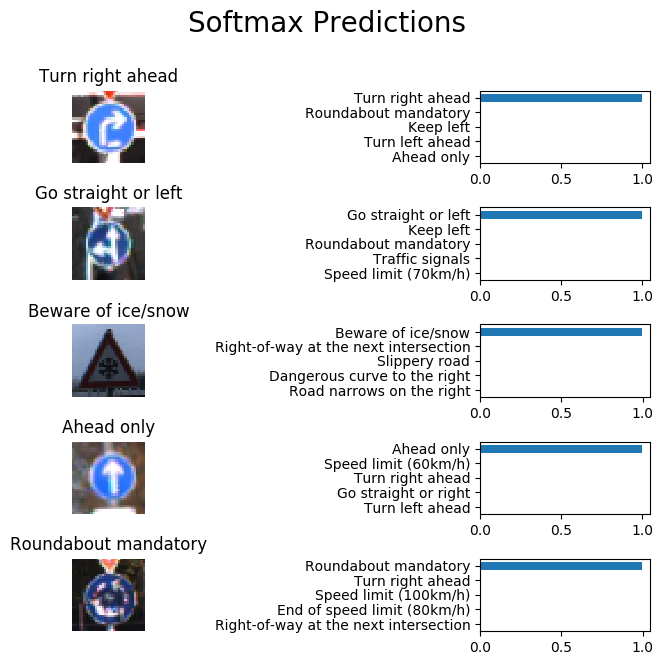 Softmax Predictions
Turn right ahead
Turn right ahead
Roundabout mandatory
Keep left
Turn left ahead
Ahead only
0.0 0.5 1.0
Go straight or left
Go straight or left
Keep left
Roundabout mandatory
Traffic signals
Speed limit (70km/h)
0.0 0.5 1.0
Beware of ice/snow
Beware of ice/snow
Right-of-way at the next intersection
Slippery road
Dangerous curve to the right
Road narrows on the right
0.0 0.5 1.0
Ahead only
Ahead only
Speed limit (60km/h)
Turn right ahead
Go straight or right
Turn left ahead
0.0 0.5 1.0
Roundabout mandatory
Roundabout mandatory
Turn right ahead
Speed limit (100km/h)
End of speed limit (80km/h)
Right-of-way at the next intersection
0.0 0.5 1.0